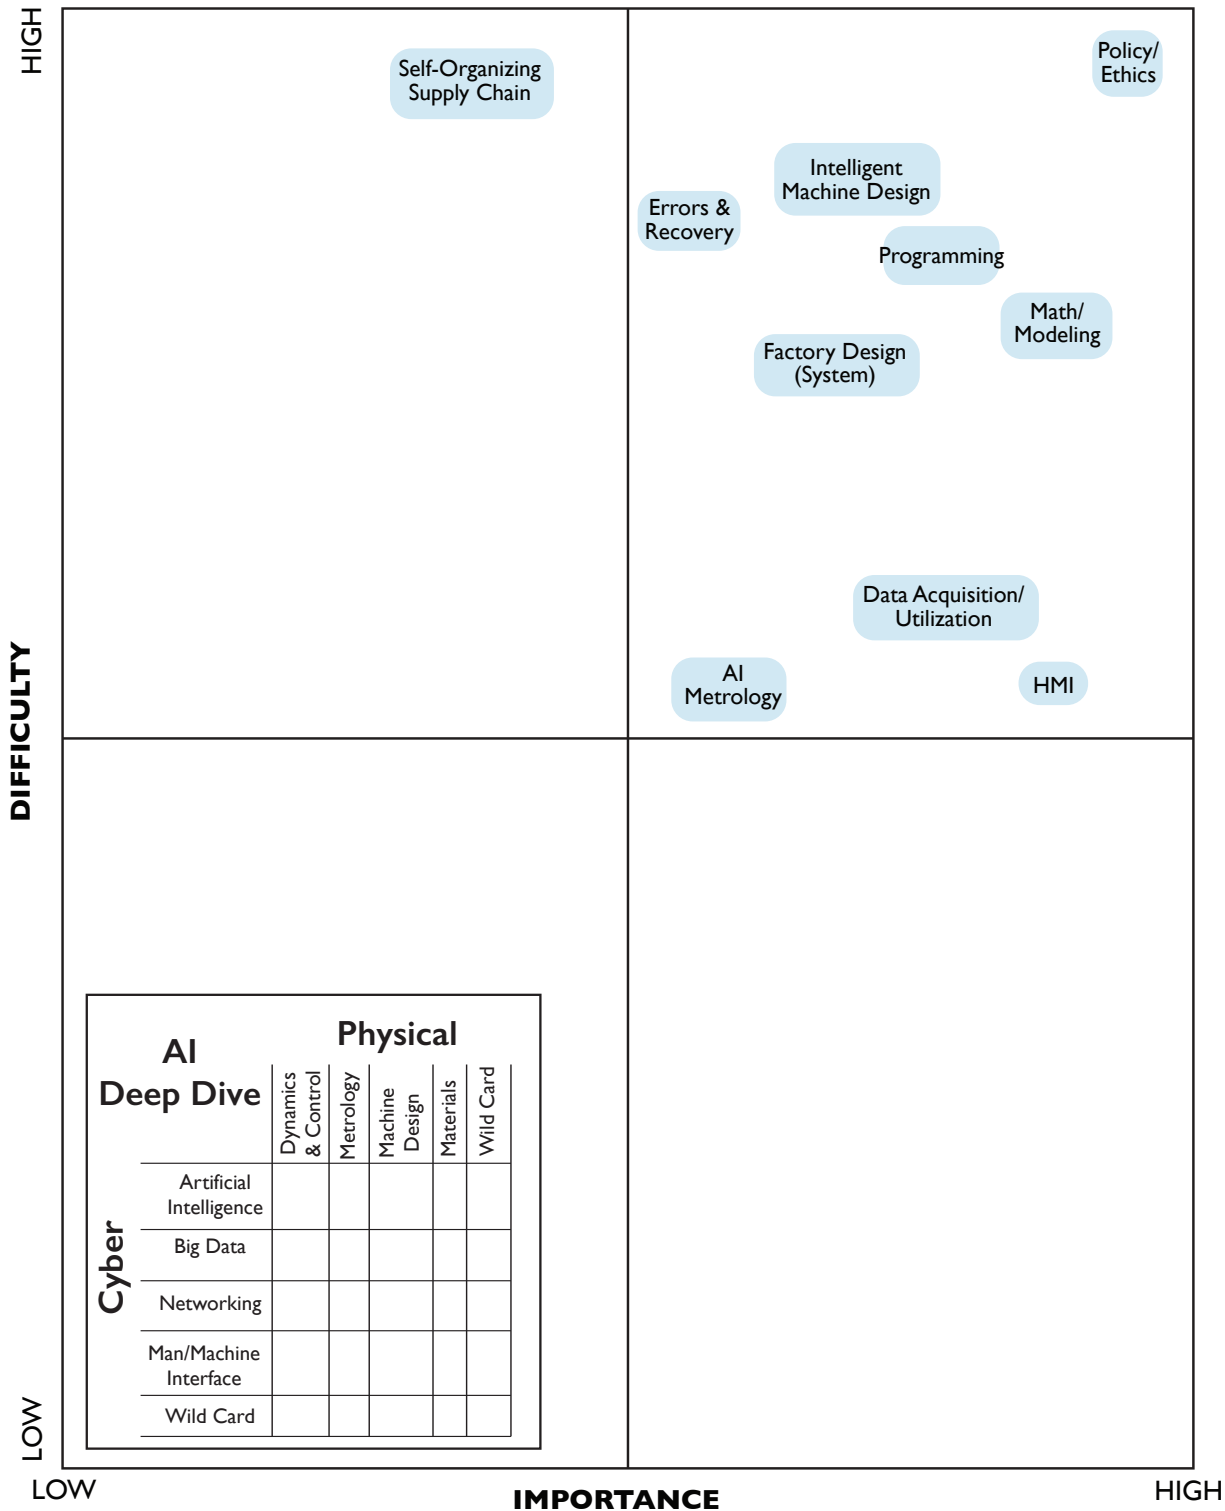 HIGH
Self-Organizing
Supply Chain
Policy/
Ethics
Intelligent
Machine Design
Errors &
Recovery
Programming
Math/
Modeling
Factory Design
(System)
Data Acquisition/
Utilization
AI
Metrology
HMI
DIFFICULTY
AI
Deep Dive
Physical
Dynamics
& Control
Metrology
Machine
Design
Materials
Wild Card
Cyber
Artificial
Intelligence
Big Data
Networking
Man/Machine
Interface
Wild Card
LOW
LOW
IMPORTANCE
HIGH